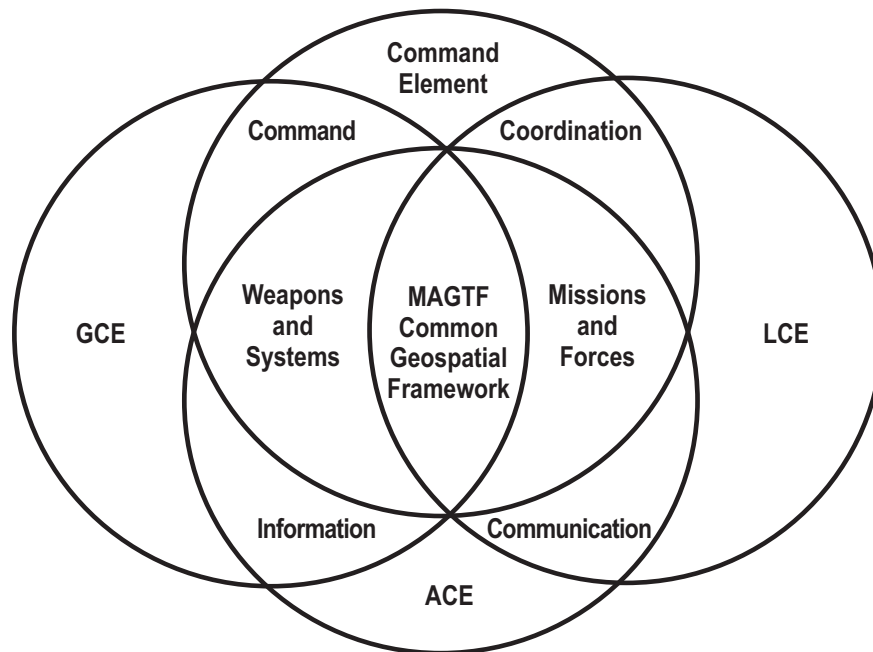 Command
Element
Command
Coordination
GCE
Weapons
and
Systems
MAGTF
Common
Geospatial
Framework
Missions
and
Forces
LCE
Information
Communication
ACE